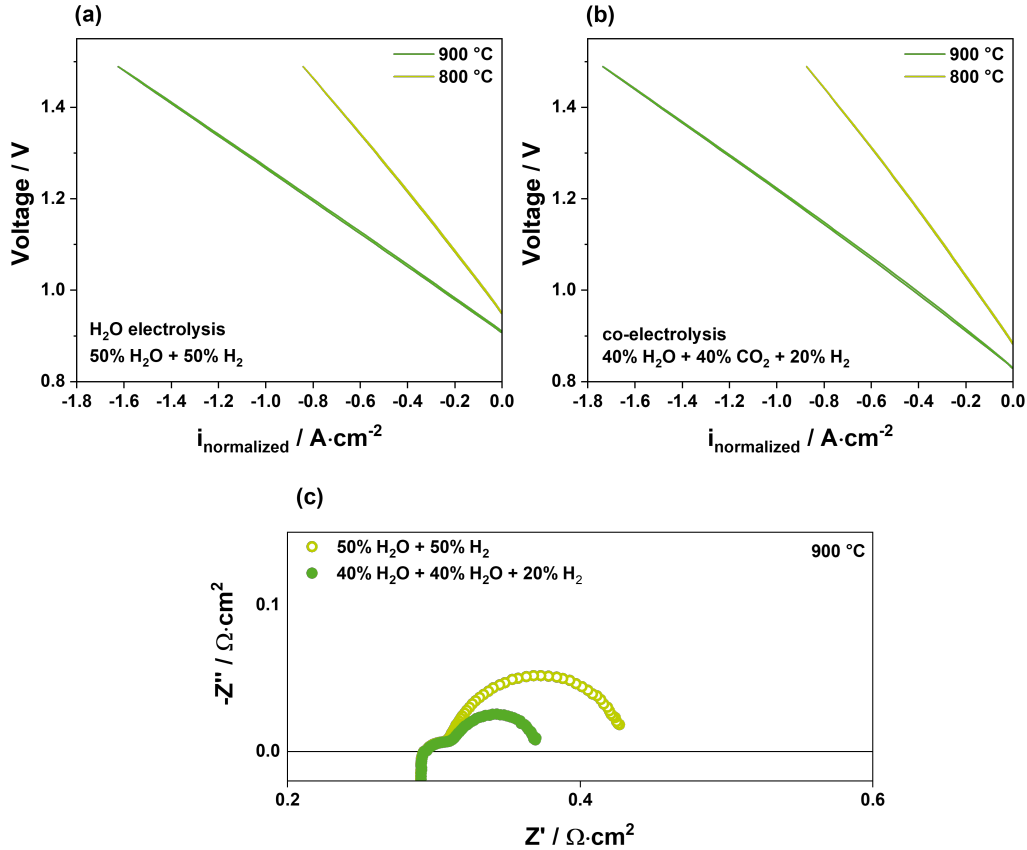 (a)
(b)
900 °C
800 °C
900 °C
800 °C
1.4
1.2
1.0
0.8
Voltage / V
H₂O electrolysis
50% H₂O + 50% H₂
-1.8 -1.6 -1.4 -1.2 -1.0 -0.8 -0.6 -0.4 -0.2 0.0
i_normalized / A·cm⁻²
1.4
1.2
1.0
0.8
Voltage / V
co-electrolysis
40% H₂O + 40% CO₂ + 20% H₂
-1.8 -1.6 -1.4 -1.2 -1.0 -0.8 -0.6 -0.4 -0.2 0.0
i_normalized / A·cm⁻²
(c)
50% H₂O + 50% H₂
40% H₂O + 40% H₂O + 20% H₂
900 °C
0.1
0.0
-Z" / Ω·cm²
0.2 0.4 0.6
Z' / Ω·cm²